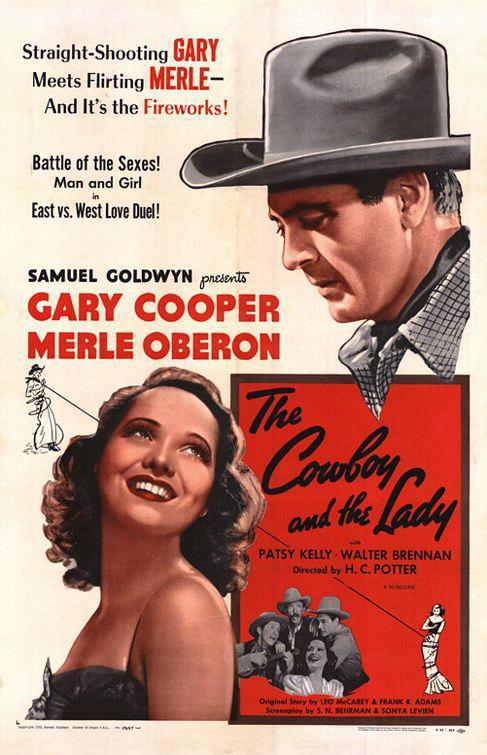 Straight-Shooting GARY
Meets Flirting MERLE—
And It's the Fireworks!
Battle of the Sexes!
Man and Girl
in
East vs. West Love Duel!
SAMUEL GOLDWYN presents
GARY COOPER
MERLE OBERON
The
Cowboy
and the Lady
with
PATSY KELLY · WALTER BRENNAN
Directed by H. C. POTTER
A RE-RELEASE
Original Story by LEO McCAREY & FRANK R. ADAMS
Screenplay by S. N. BEHRMAN & SONYA LEVIEN